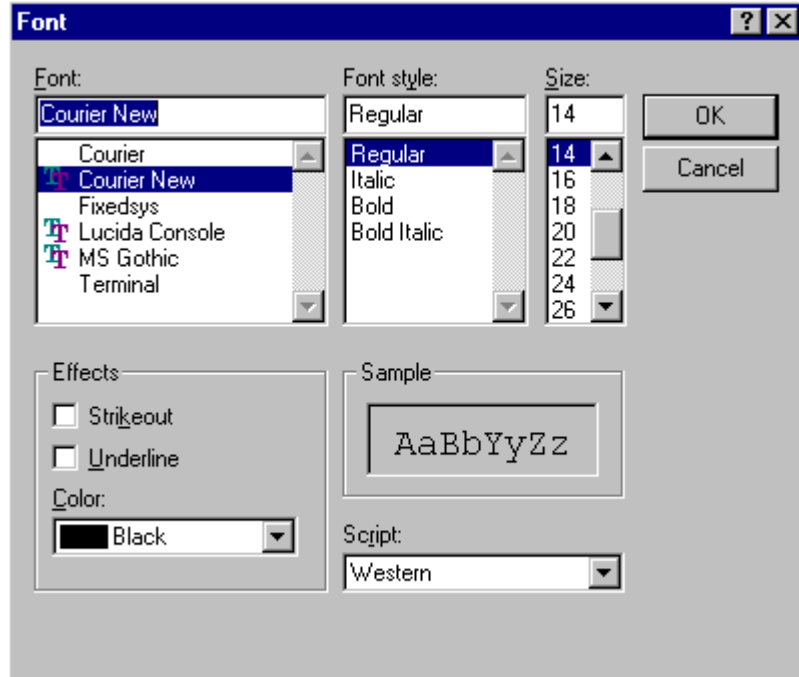 Font
Font: Font style: Size:
Courier New Regular 14 OK
Courier Regular 14 Cancel
Courier New Italic 16
Fixedsys Bold 18
Lucida Console Bold Italic 20
MS Gothic 22
Terminal 24
26
Effects Sample
Strikeout AaBbYyZz
Underline
Color:
Black Script:
Western